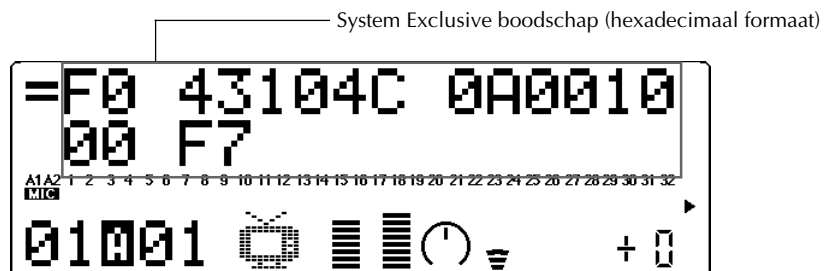 System Exclusive boodschap (hexadecimaal formaat)
=F0 43104C 0A0010
00 F7
A1 A2 1 2 3 4 5 6 7 8 9 10 11 12 13 14 15 16 17 18 19 20 21 22 23 24 25 26 27 28 29 30 31 32
MIC
01A01 + 0